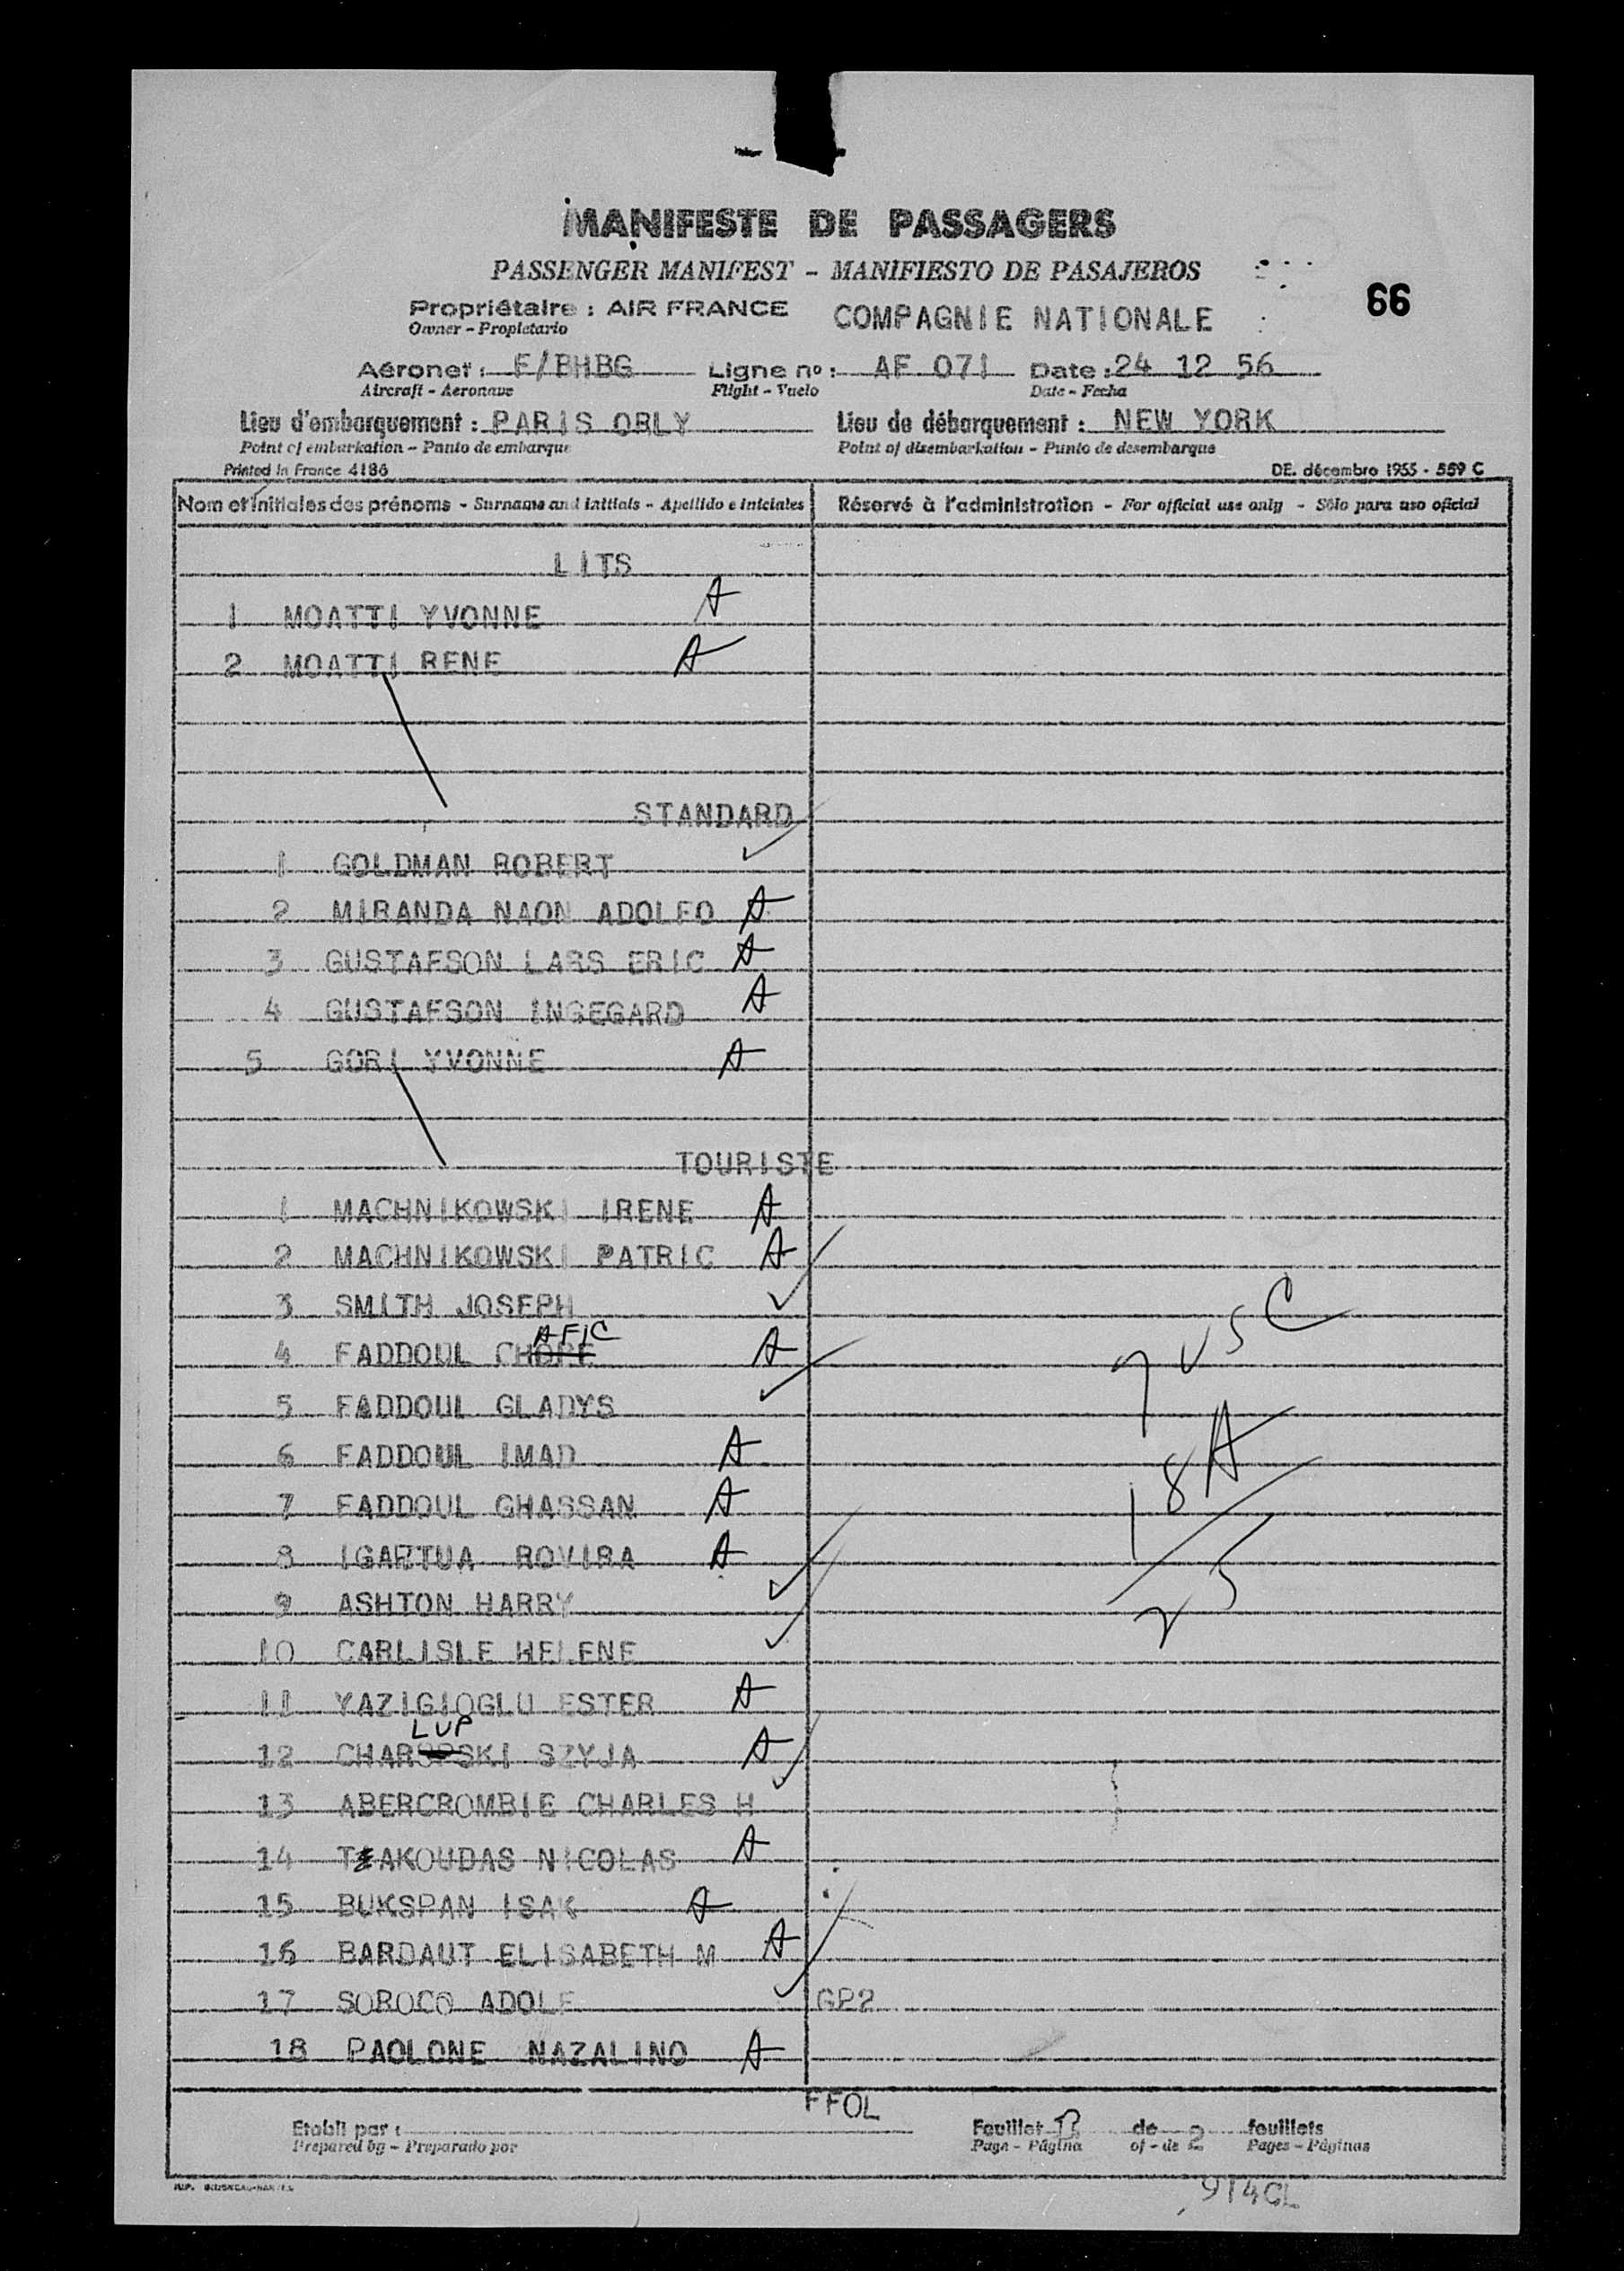 MANIFESTE DE PASSAGERS
PASSENGER MANIFEST - MANIFIESTO DE PASAJEROS
66
Propriétaire : AIR FRANCE COMPAGNIE NATIONALE
Owner - Propietario
Aéronef : F/BHBG Ligne nº : AF 071 Date : 24 12 56
Aircraft - Aeronave Flight - Vuelo Date - Fecha
Lieu d'embarquement : PARIS ORLY Lieu de débarquement : NEW YORK
Point of embarkation - Punto de embarque Point of disembarkation - Punto de desembarque
Printed in France 4186 DE. décembre 1955 - 559 C
Nom et initiales des prénoms - Surname and initials - Apellido e iniciales Réservé à l'administration - For official use only - Sólo para uso oficial
LITS
1 MOATTI YVONNE A
2 MOATTI RENE A
STANDARD
1 GOLDMAN ROBERT ✓
2 MIRANDA NAON ADOLFO A
3 GUSTAFSON LARS ERIC A
4 GUSTAFSON INGEGARD A
5 GORI YVONNE A
TOURISTE
1 MACHNIKOWSKI IRENE A
2 MACHNIKOWSKI PATRIC A
3 SMITH JOSEPH ✓
AFIC
4 FADDOUL CH A
7 USC
5 FADDOUL GLADYS ✓
6 FADDOUL IMAD A
18 A
7 FADDOUL GHASSAN A
8 IGARTUA ROVIRA A
25
9 ASHTON HARRY ✓
10 CARLISLE HELENE ✓
11 YAZIGIOGLU ESTER A
LUP
12 CHAROPSKI SZYJA A
13 ABERCROMBIE CHARLES H ✓
14 TZAKOUDAS NICOLAS A
15 BUKSPAN ISAK A
16 BARDAUT ELISABETH M A
17 SOROCO ADOLF ✓ GP2
18 PAOLONE NAZALINO A
FFOL
Etabli par : Feuillet de 2 feuillets
Prepared by - Preparado por Page - Página of - de Pages - Páginas
914CL